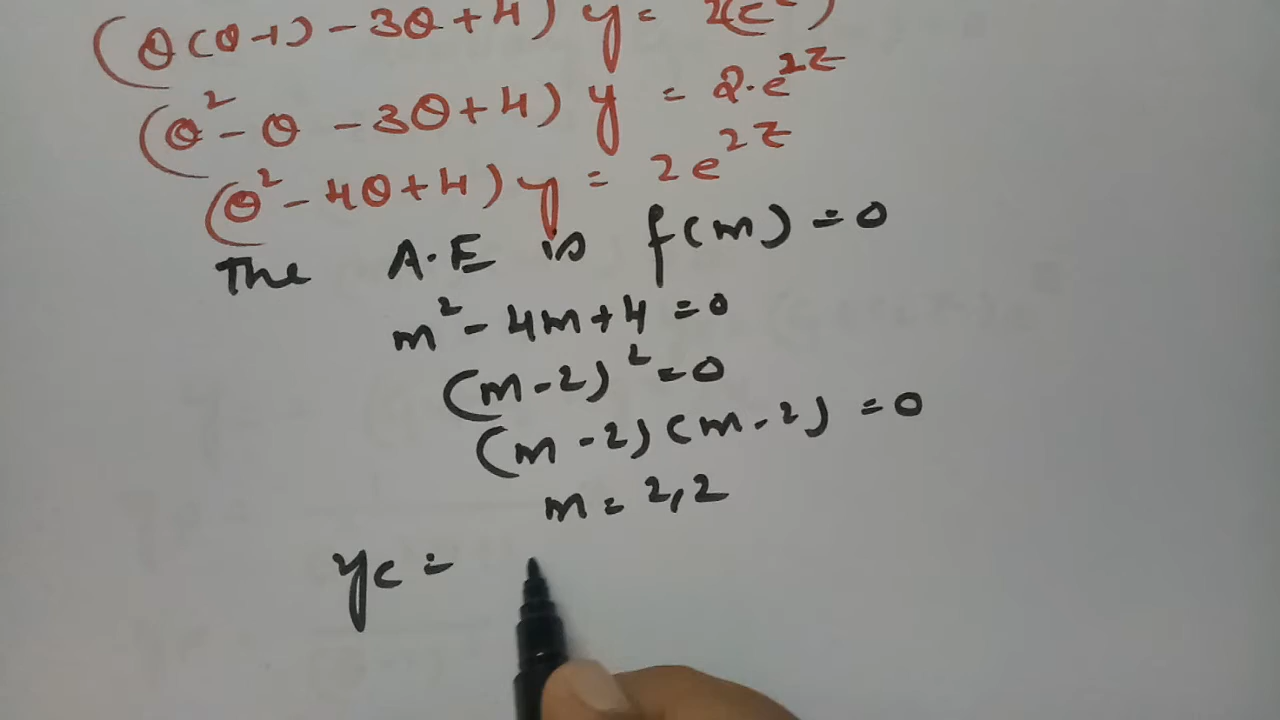 (θ(θ-1) - 3θ + 4) y = 2(e
(θ² - θ - 3θ + 4) y = 2·e^{2z}
(θ² - 4θ + 4) y = 2e^{2z}
The A.E is f(m) = 0
m² - 4m + 4 = 0
(m - 2)² = 0
(m - 2)(m - 2) = 0
m = 2, 2
yc =